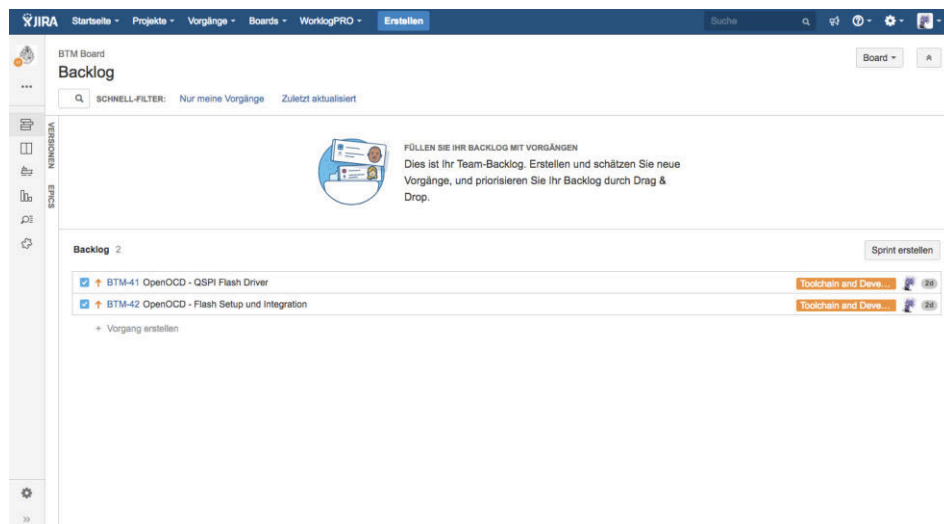 JIRA Startseite Projekte Vorgänge Boards WorklogPRO Erstellen Suche
BTM Board
Board
Backlog
SCHNELL-FILTER: Nur meine Vorgänge Zuletzt aktualisiert
VERSIONEN
EPICS
FÜLLEN SIE IHR BACKLOG MIT VORGÄNGEN
Dies ist Ihr Team-Backlog. Erstellen und schätzen Sie neue
Vorgänge, und priorisieren Sie Ihr Backlog durch Drag &
Drop.
Backlog 2 Sprint erstellen
BTM-41 OpenOCD - QSPI Flash Driver Toolchain and Deve... 2d
BTM-42 OpenOCD - Flash Setup und Integration Toolchain and Deve... 2d
+ Vorgang erstellen